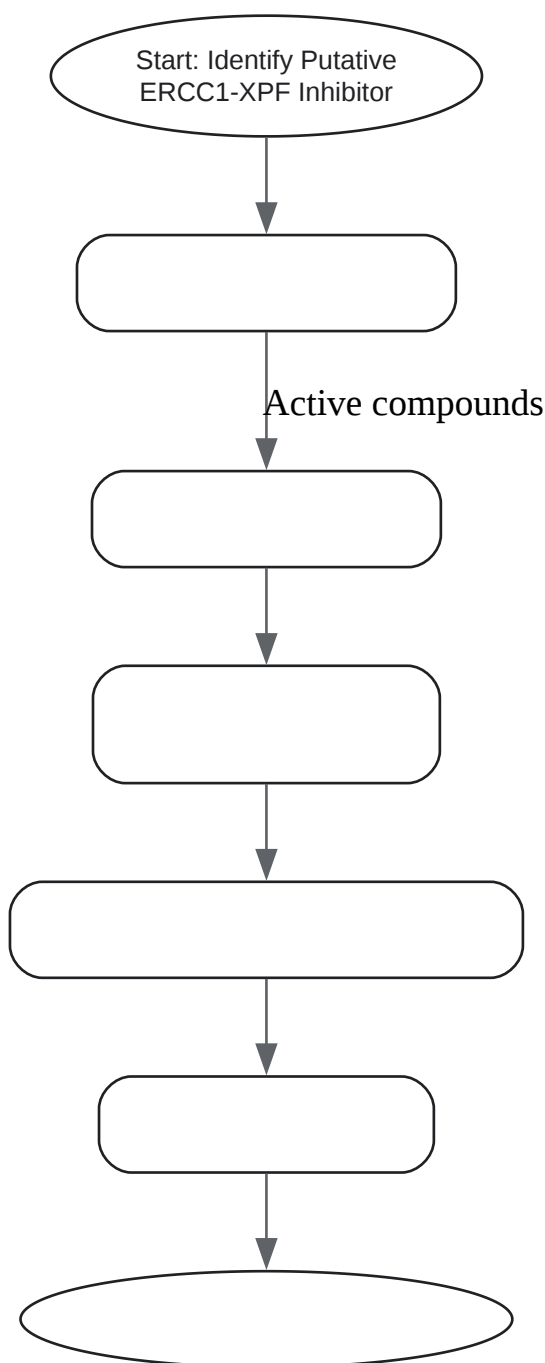 Start: Identify Putative
ERCC1-XPF Inhibitor
Active compounds